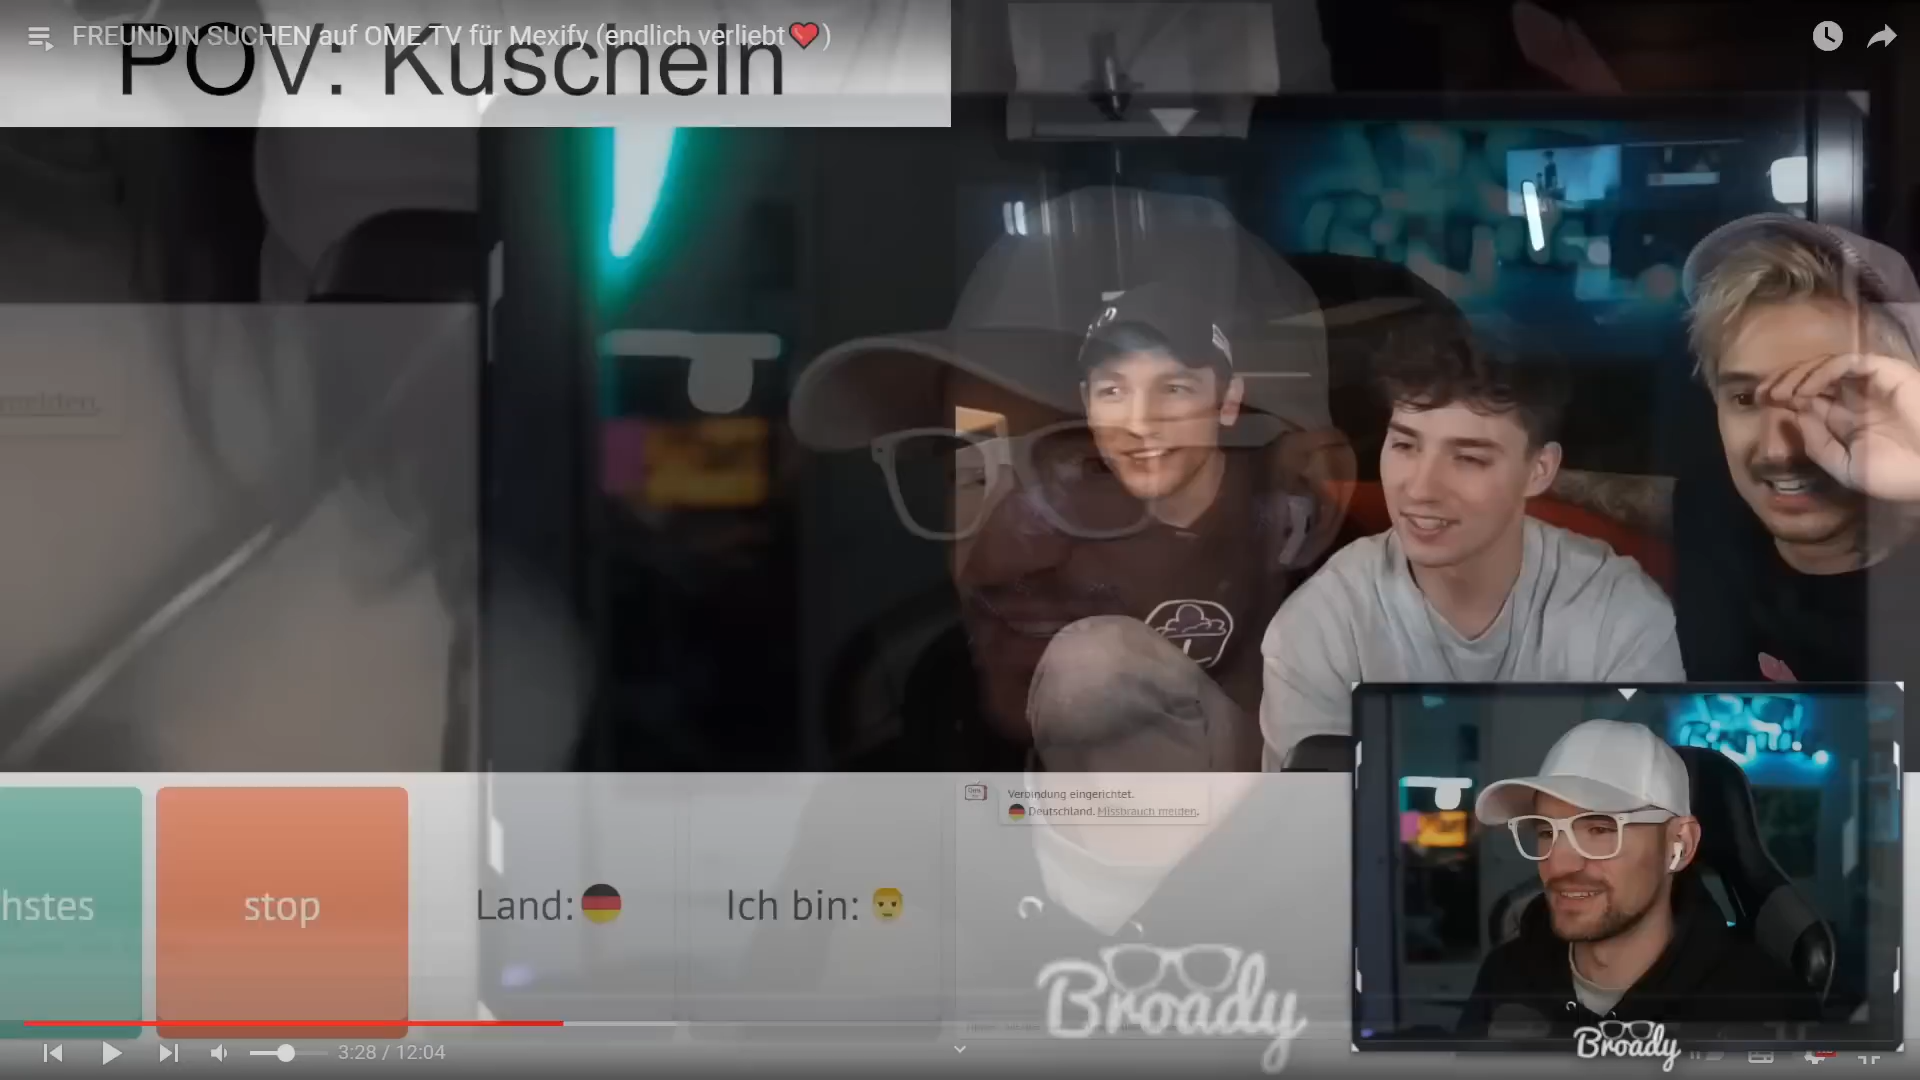 FREUNDIN SUCHEN auf OME.TV für Mexify (endlich verliebt❤️)
POV: Kuscheln
Verbindung eingerichtet.
Deutschland. Missbrauch melden.
hstes
stop
Land:
Ich bin:
Broady
Broady
3:28 / 12:04